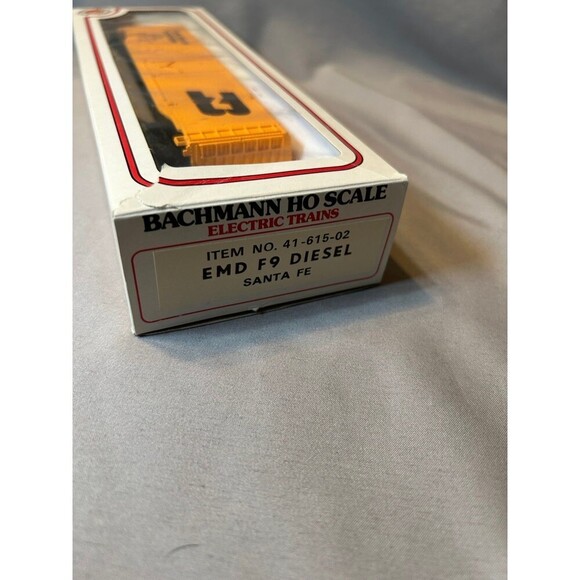 BACHMANN HO SCALE
ELECTRIC TRAINS
ITEM NO. 41-615-02
EMD F9 DIESEL
SANTA FE